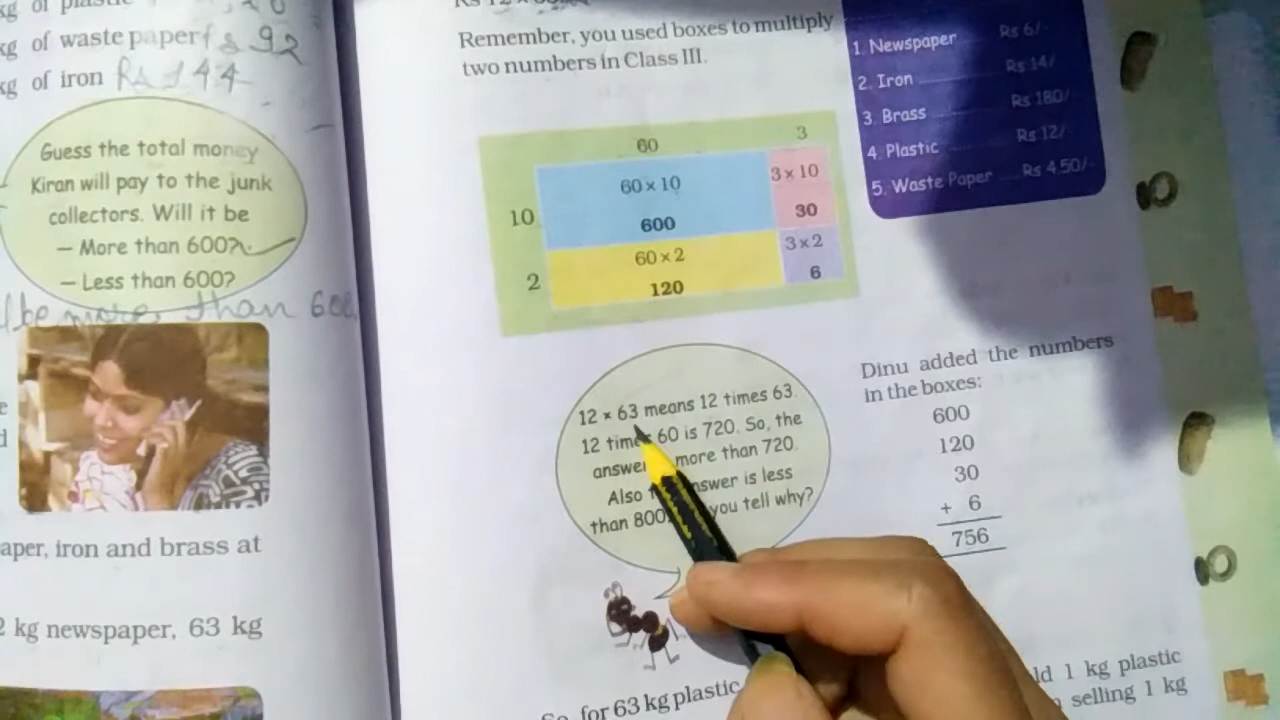 kg of plastic
kg of waste paper Rs 92
kg of iron Rs 144
Guess the total money
Kiran will pay to the junk
collectors. Will it be
– More than 600?
– Less than 600?
be more than 600
aper, iron and brass at
2 kg newspaper, 63 kg
Remember, you used boxes to multiply
two numbers in Class III.
60 3
10 60 × 10 3 × 10
600 30
2 60 × 2 3 × 2
120 6
1. Newspaper Rs 6/-
2. Iron Rs 14/
3. Brass Rs 180/
4. Plastic Rs 12/
5. Waste Paper Rs 4.50/-
12 × 63 means 12 times 63.
12 times 60 is 720. So, the
answer more than 720.
Also answer is less
than 800. you tell why?
Dinu added the numbers
in the boxes:
600
120
30
+ 6
756
So, for 63 kg plastic
ld 1 kg plastic
selling 1 kg